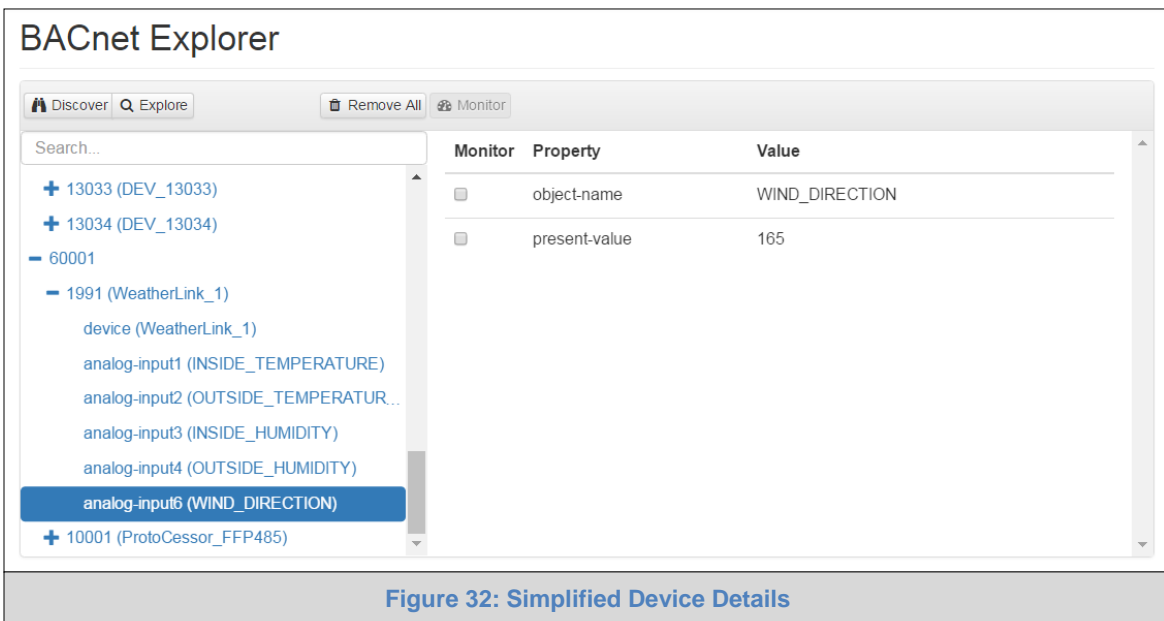 BACnet Explorer
Discover Explore Remove All Monitor
Search...
13033 (DEV_13033)
13034 (DEV_13034)
60001
1991 (WeatherLink_1)
device (WeatherLink_1)
analog-input1 (INSIDE_TEMPERATURE)
analog-input2 (OUTSIDE_TEMPERATUR...
analog-input3 (INSIDE_HUMIDITY)
analog-input4 (OUTSIDE_HUMIDITY)
analog-input6 (WIND_DIRECTION)
10001 (ProtoCessor_FFP485)
Monitor Property Value
object-name WIND_DIRECTION
present-value 165
Figure 32: Simplified Device Details